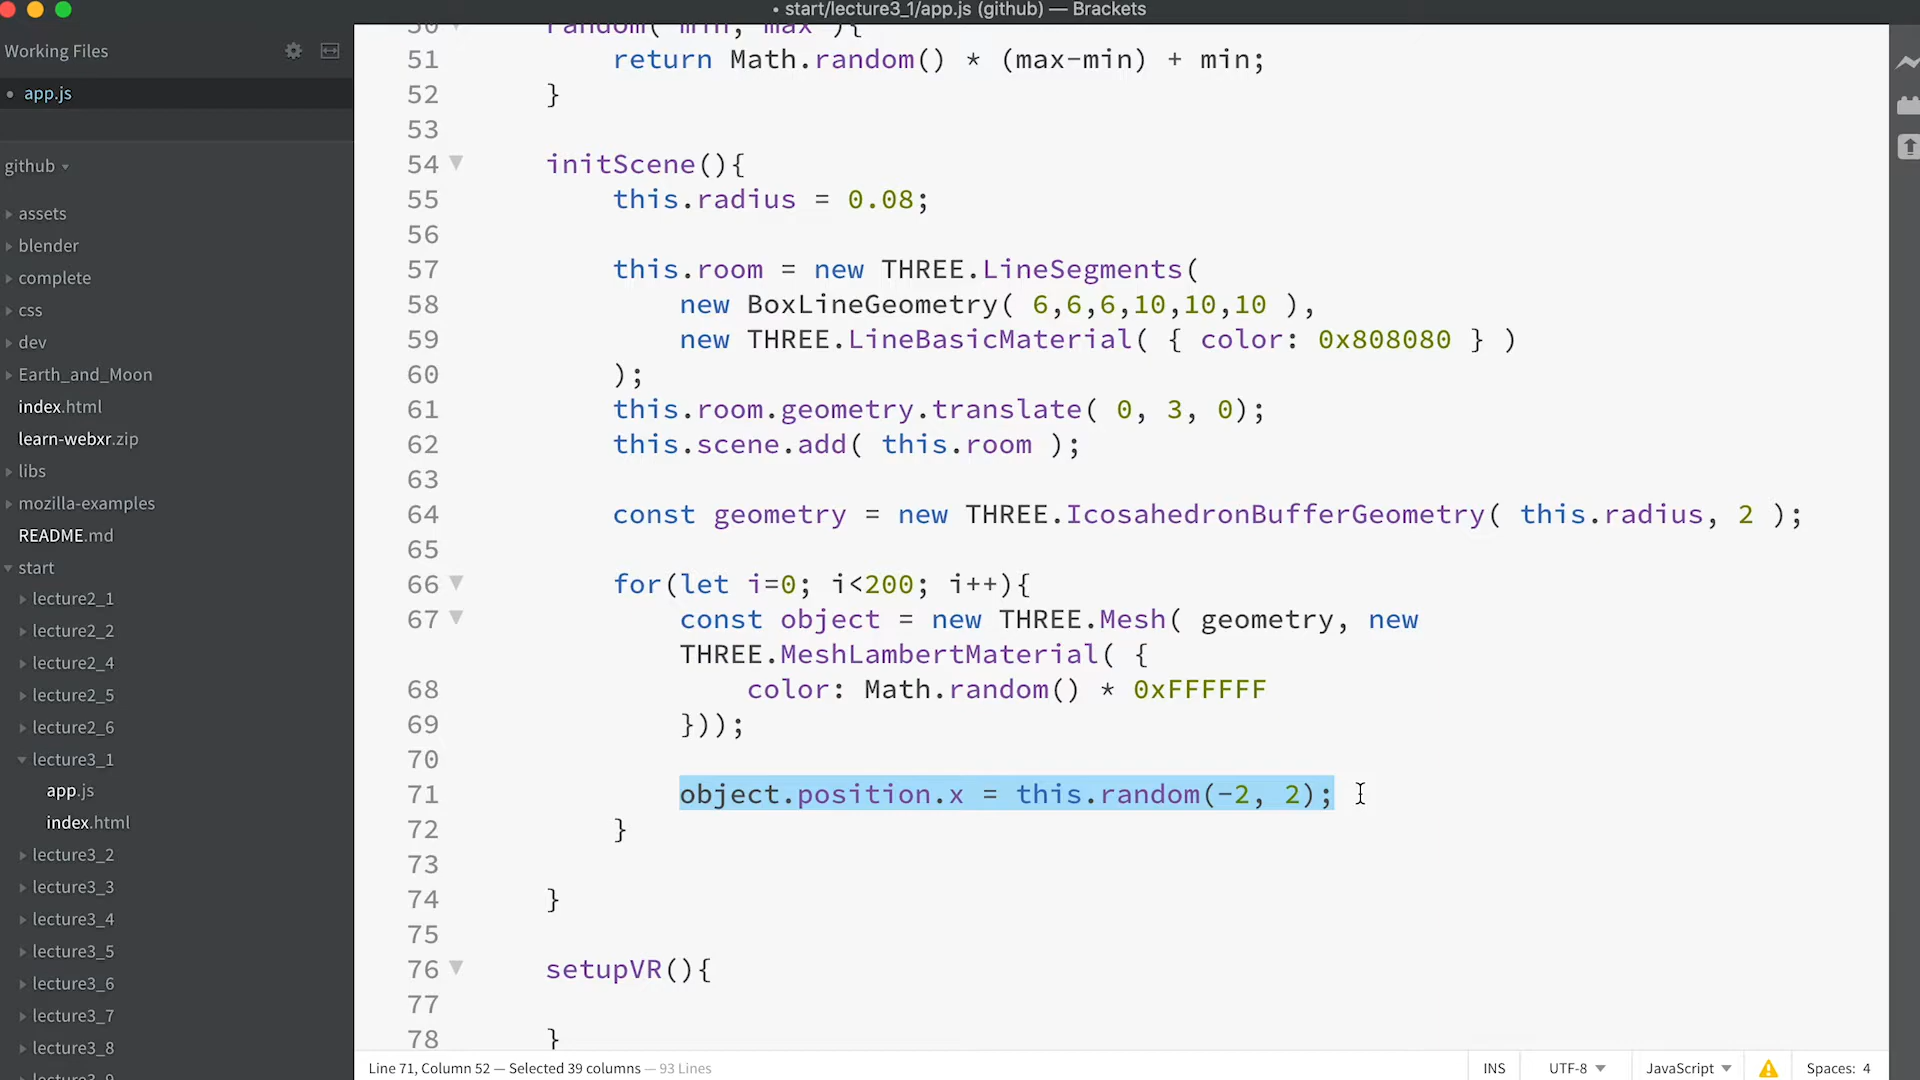 • start/lecture3_1/app.js (github) — Brackets
Working Files
• app.js
github
assets
blender
complete
css
dev
Earth_and_Moon
index.html
learn-webxr.zip
libs
mozilla-examples
README.md
start
lecture2_1
lecture2_2
lecture2_4
lecture2_5
lecture2_6
lecture3_1
app.js
index.html
lecture3_2
lecture3_3
lecture3_4
lecture3_5
lecture3_6
lecture3_7
lecture3_8
lecture3_9
50 random( min, max ){
51 return Math.random() * (max-min) + min;
52 }
53
54 initScene(){
55 this.radius = 0.08;
56
57 this.room = new THREE.LineSegments(
58 new BoxLineGeometry( 6,6,6,10,10,10 ),
59 new THREE.LineBasicMaterial( { color: 0x808080 } )
60 );
61 this.room.geometry.translate( 0, 3, 0);
62 this.scene.add( this.room );
63
64 const geometry = new THREE.IcosahedronBufferGeometry( this.radius, 2 );
65
66 for(let i=0; i<200; i++){
67 const object = new THREE.Mesh( geometry, new
THREE.MeshLambertMaterial( {
68 color: Math.random() * 0xFFFFFF
69 }));
70
71 object.position.x = this.random(-2, 2);
72 }
73
74 }
75
76 setupVR(){
77
78 }
Line 71, Column 52 — Selected 39 columns — 93 Lines
INS
UTF-8
JavaScript
Spaces: 4